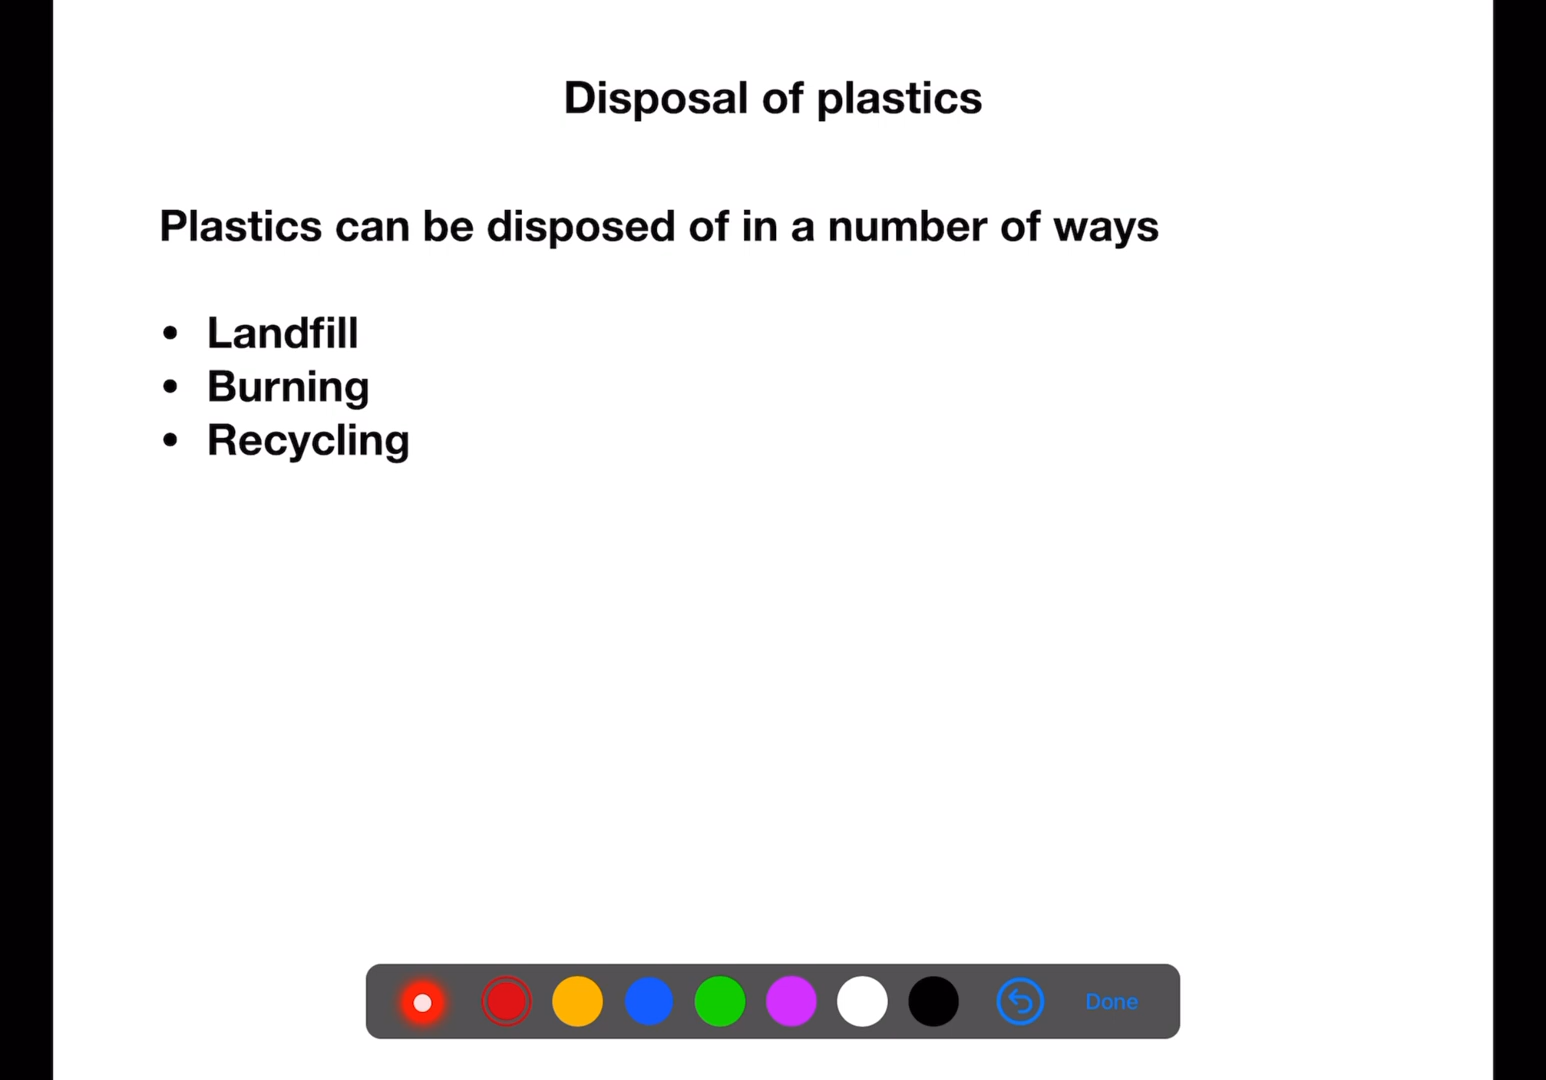 Disposal of plastics
Plastics can be disposed of in a number of ways
• Landfill
• Burning
• Recycling
Done